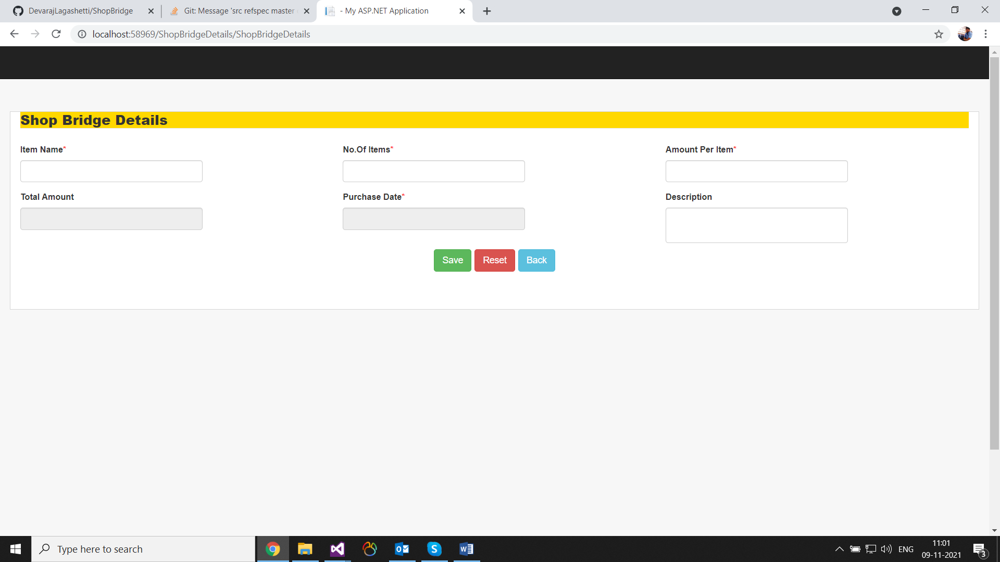 DevarajLagashetti/ShopBridge
Git: Message 'src refspec master
- My ASP.NET Application
localhost:58969/ShopBridgeDetails/ShopBridgeDetails
Shop Bridge Details
Item Name*
No.Of Items*
Amount Per Item*
Total Amount
Purchase Date*
Description
Save
Reset
Back
Type here to search
ENG
11:01
09-11-2021
3